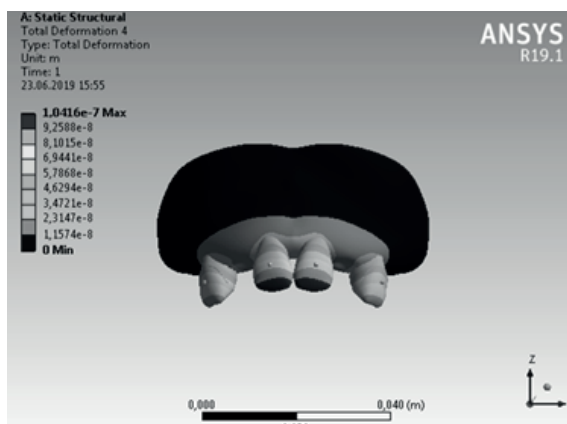 A: Static Structural
Total Deformation 4
Type: Total Deformation
Unit: m
Time: 1
23.06.2019 15:55
ANSYS
R19.1
1,0416e-7 Max
9,2588e-8
8,1015e-8
6,9441e-8
5,7868e-8
4,6294e-8
3,4721e-8
2,3147e-8
1,1574e-8
0 Min
Z
0,000
0,040 (m)